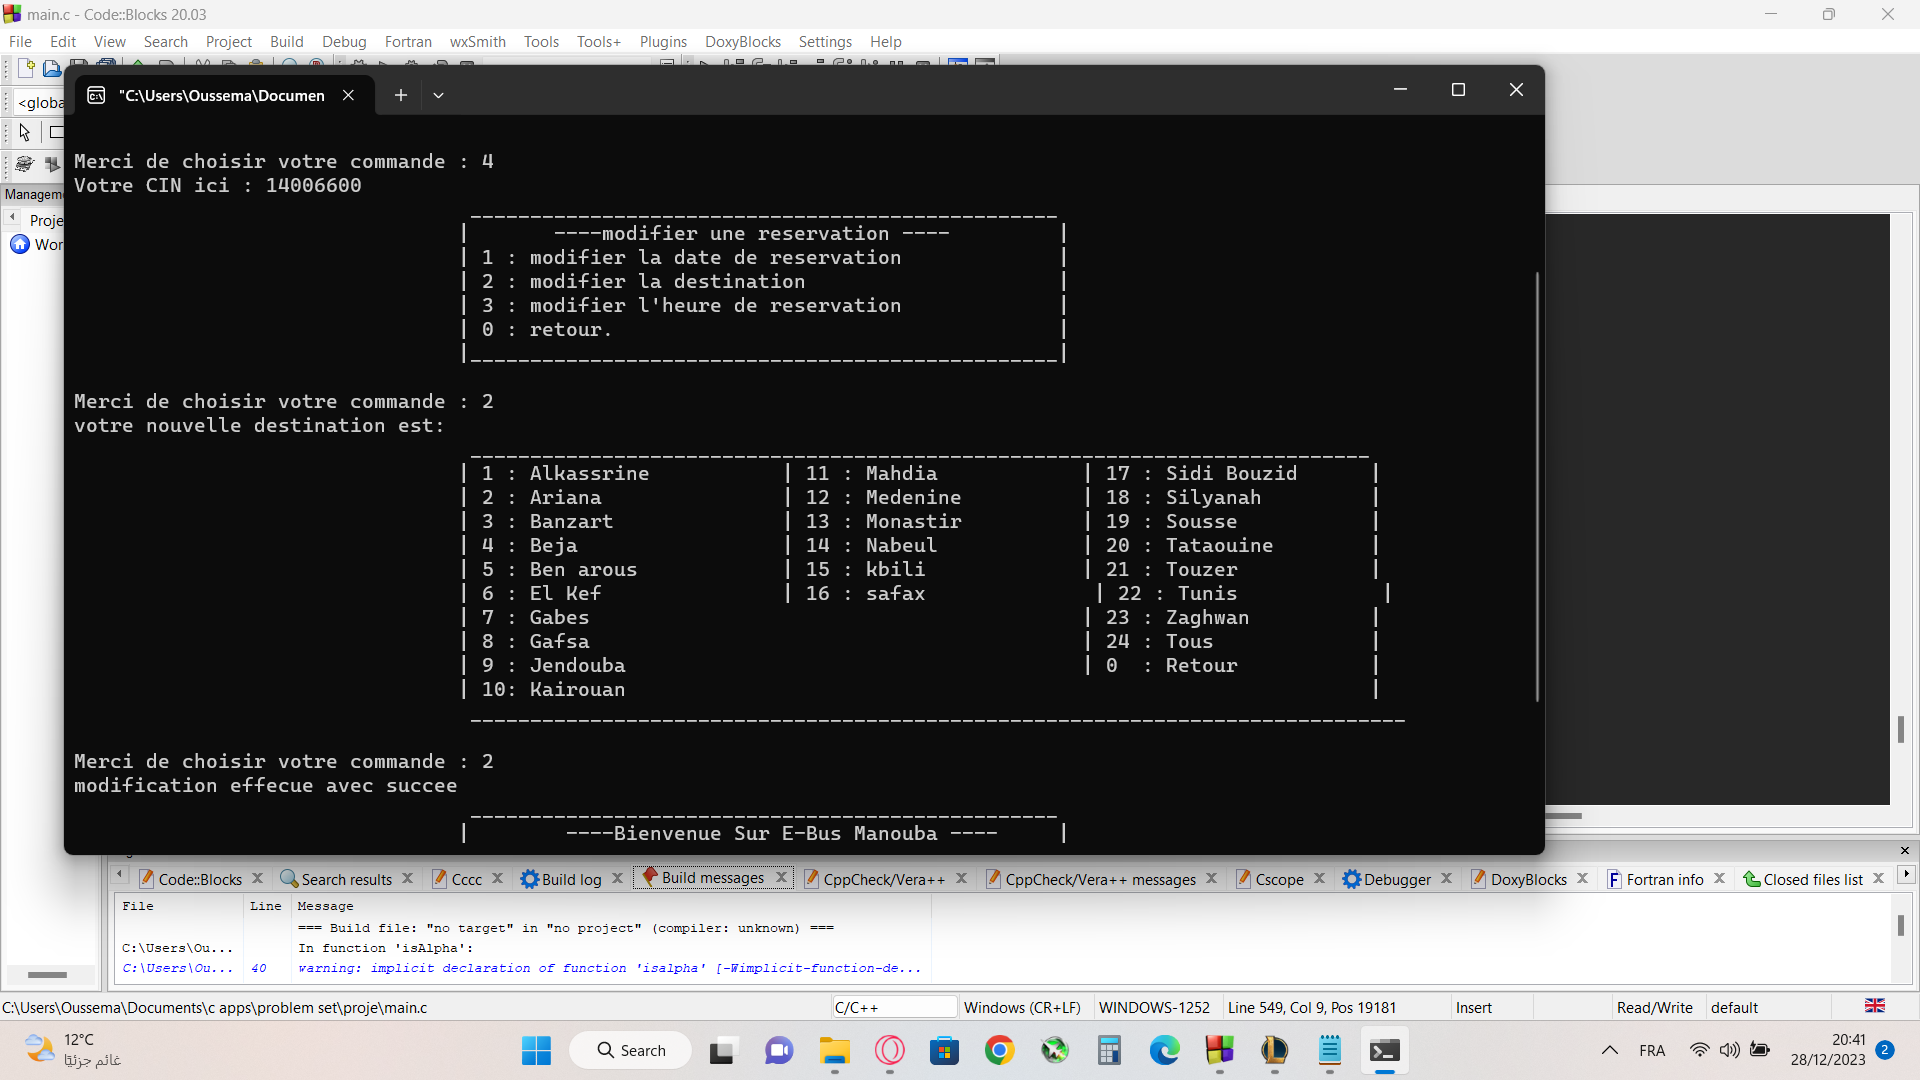 main.c - Code::Blocks 20.03
File Edit View Search Project Build Debug Fortran wxSmith Tools Tools+ Plugins DoxyBlocks Settings Help
<globa
"C:\Users\Oussema\Documen
Manageme
Proje
Wor
Merci de choisir votre commande : 4
Votre CIN ici : 14006600
----modifier une reservation ----
1 : modifier la date de reservation
2 : modifier la destination
3 : modifier l'heure de reservation
0 : retour.
Merci de choisir votre commande : 2
votre nouvelle destination est:
| 1 : Alkassrine | 11 : Mahdia | 17 : Sidi Bouzid |
| 2 : Ariana | 12 : Medenine | 18 : Silyanah |
| 3 : Banzart | 13 : Monastir | 19 : Sousse |
| 4 : Beja | 14 : Nabeul | 20 : Tataouine |
| 5 : Ben arous | 15 : kbili | 21 : Touzer |
| 6 : El Kef | 16 : safax | 22 : Tunis |
| 7 : Gabes | 23 : Zaghwan |
| 8 : Gafsa | 24 : Tous |
| 9 : Jendouba | 0 : Retour |
| 10: Kairouan |
Merci de choisir votre commande : 2
modification effecue avec succee
| ----Bienvenue Sur E-Bus Manouba ---- |
Code::Blocks Search results Cccc Build log Build messages CppCheck/Vera++ CppCheck/Vera++ messages Cscope Debugger DoxyBlocks Fortran info Closed files list
File Line Message
=== Build file: "no target" in "no project" (compiler: unknown) ===
C:\Users\Ou... In function 'isAlpha':
C:\Users\Ou... 40 warning: implicit declaration of function 'isalpha' [-Wimplicit-function-de...
C:\Users\Oussema\Documents\c apps\problem set\proje\main.c C/C++ Windows (CR+LF) WINDOWS-1252 Line 549, Col 9, Pos 19181 Insert Read/Write default
12°C
غائم جزئيًا
Search
FRA
20:41
28/12/2023
2